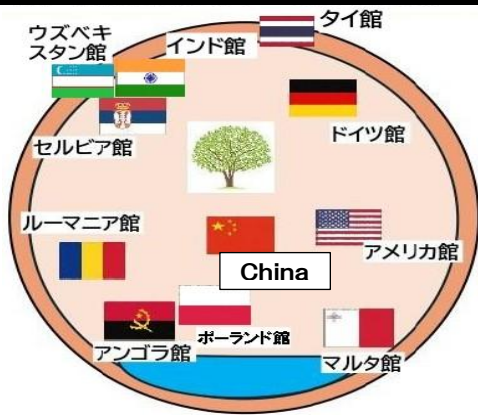 タイ館
ウズベキ
スタン館
インド館
ドイツ館
セルビア館
ルーマニア館
アメリカ館
China
ポーランド館
アンゴラ館
マルタ館